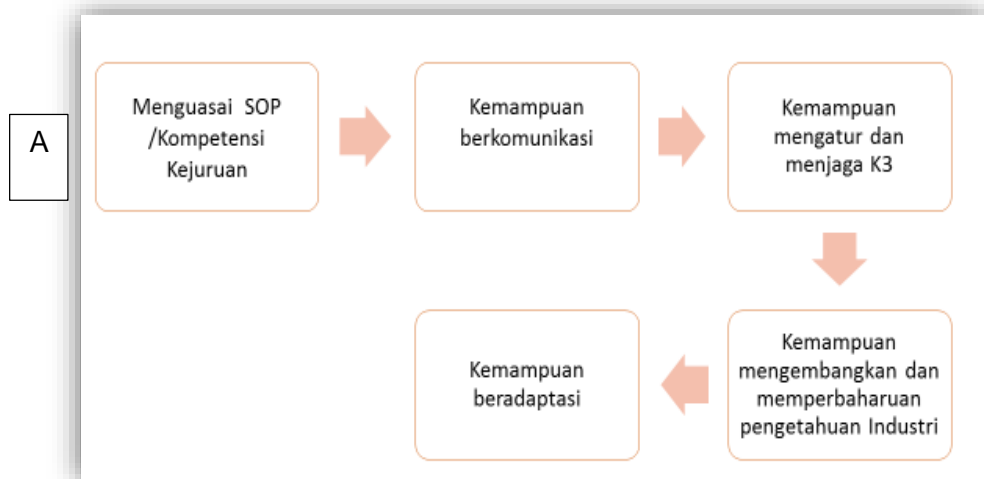 A
Menguasai SOP
/Kompetensi
Kejuruan
Kemampuan
berkomunikasi
Kemampuan
mengatur dan
menjaga K3
Kemampuan
mengembangkan dan
memperbaharuan
pengetahuan Industri
Kemampuan
beradaptasi